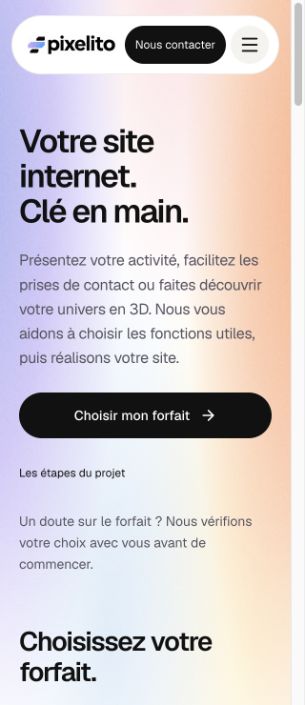 pixelito
Nous contacter
Votre site
internet.
Clé en main.
Présentez votre activité, facilitez les
prises de contact ou faites découvrir
votre univers en 3D. Nous vous
aidons à choisir les fonctions utiles,
puis réalisons votre site.
Choisir mon forfait →
Les étapes du projet
Un doute sur le forfait ? Nous vérifions
votre choix avec vous avant de
commencer.
Choisissez votre
forfait.